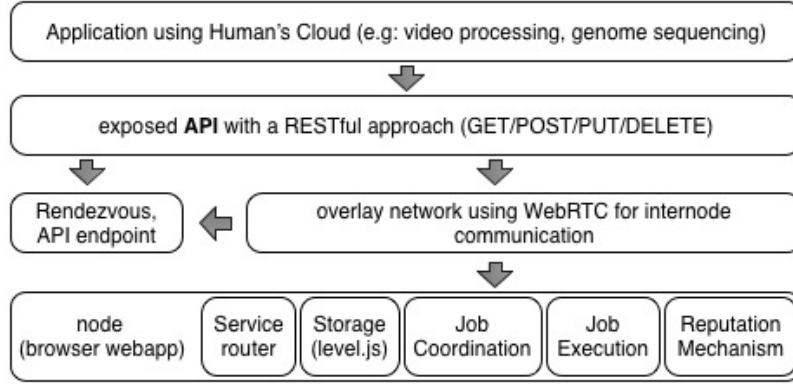 Application using Human's Cloud (e.g: video processing, genome sequencing)
exposed API with a RESTful approach (GET/POST/PUT/DELETE)
Rendezvous,
API endpoint
overlay network using WebRTC for internode
communication
node
(browser webapp)
Service
router
Storage
(level.js)
Job
Coordination
Job
Execution
Reputation
Mechanism